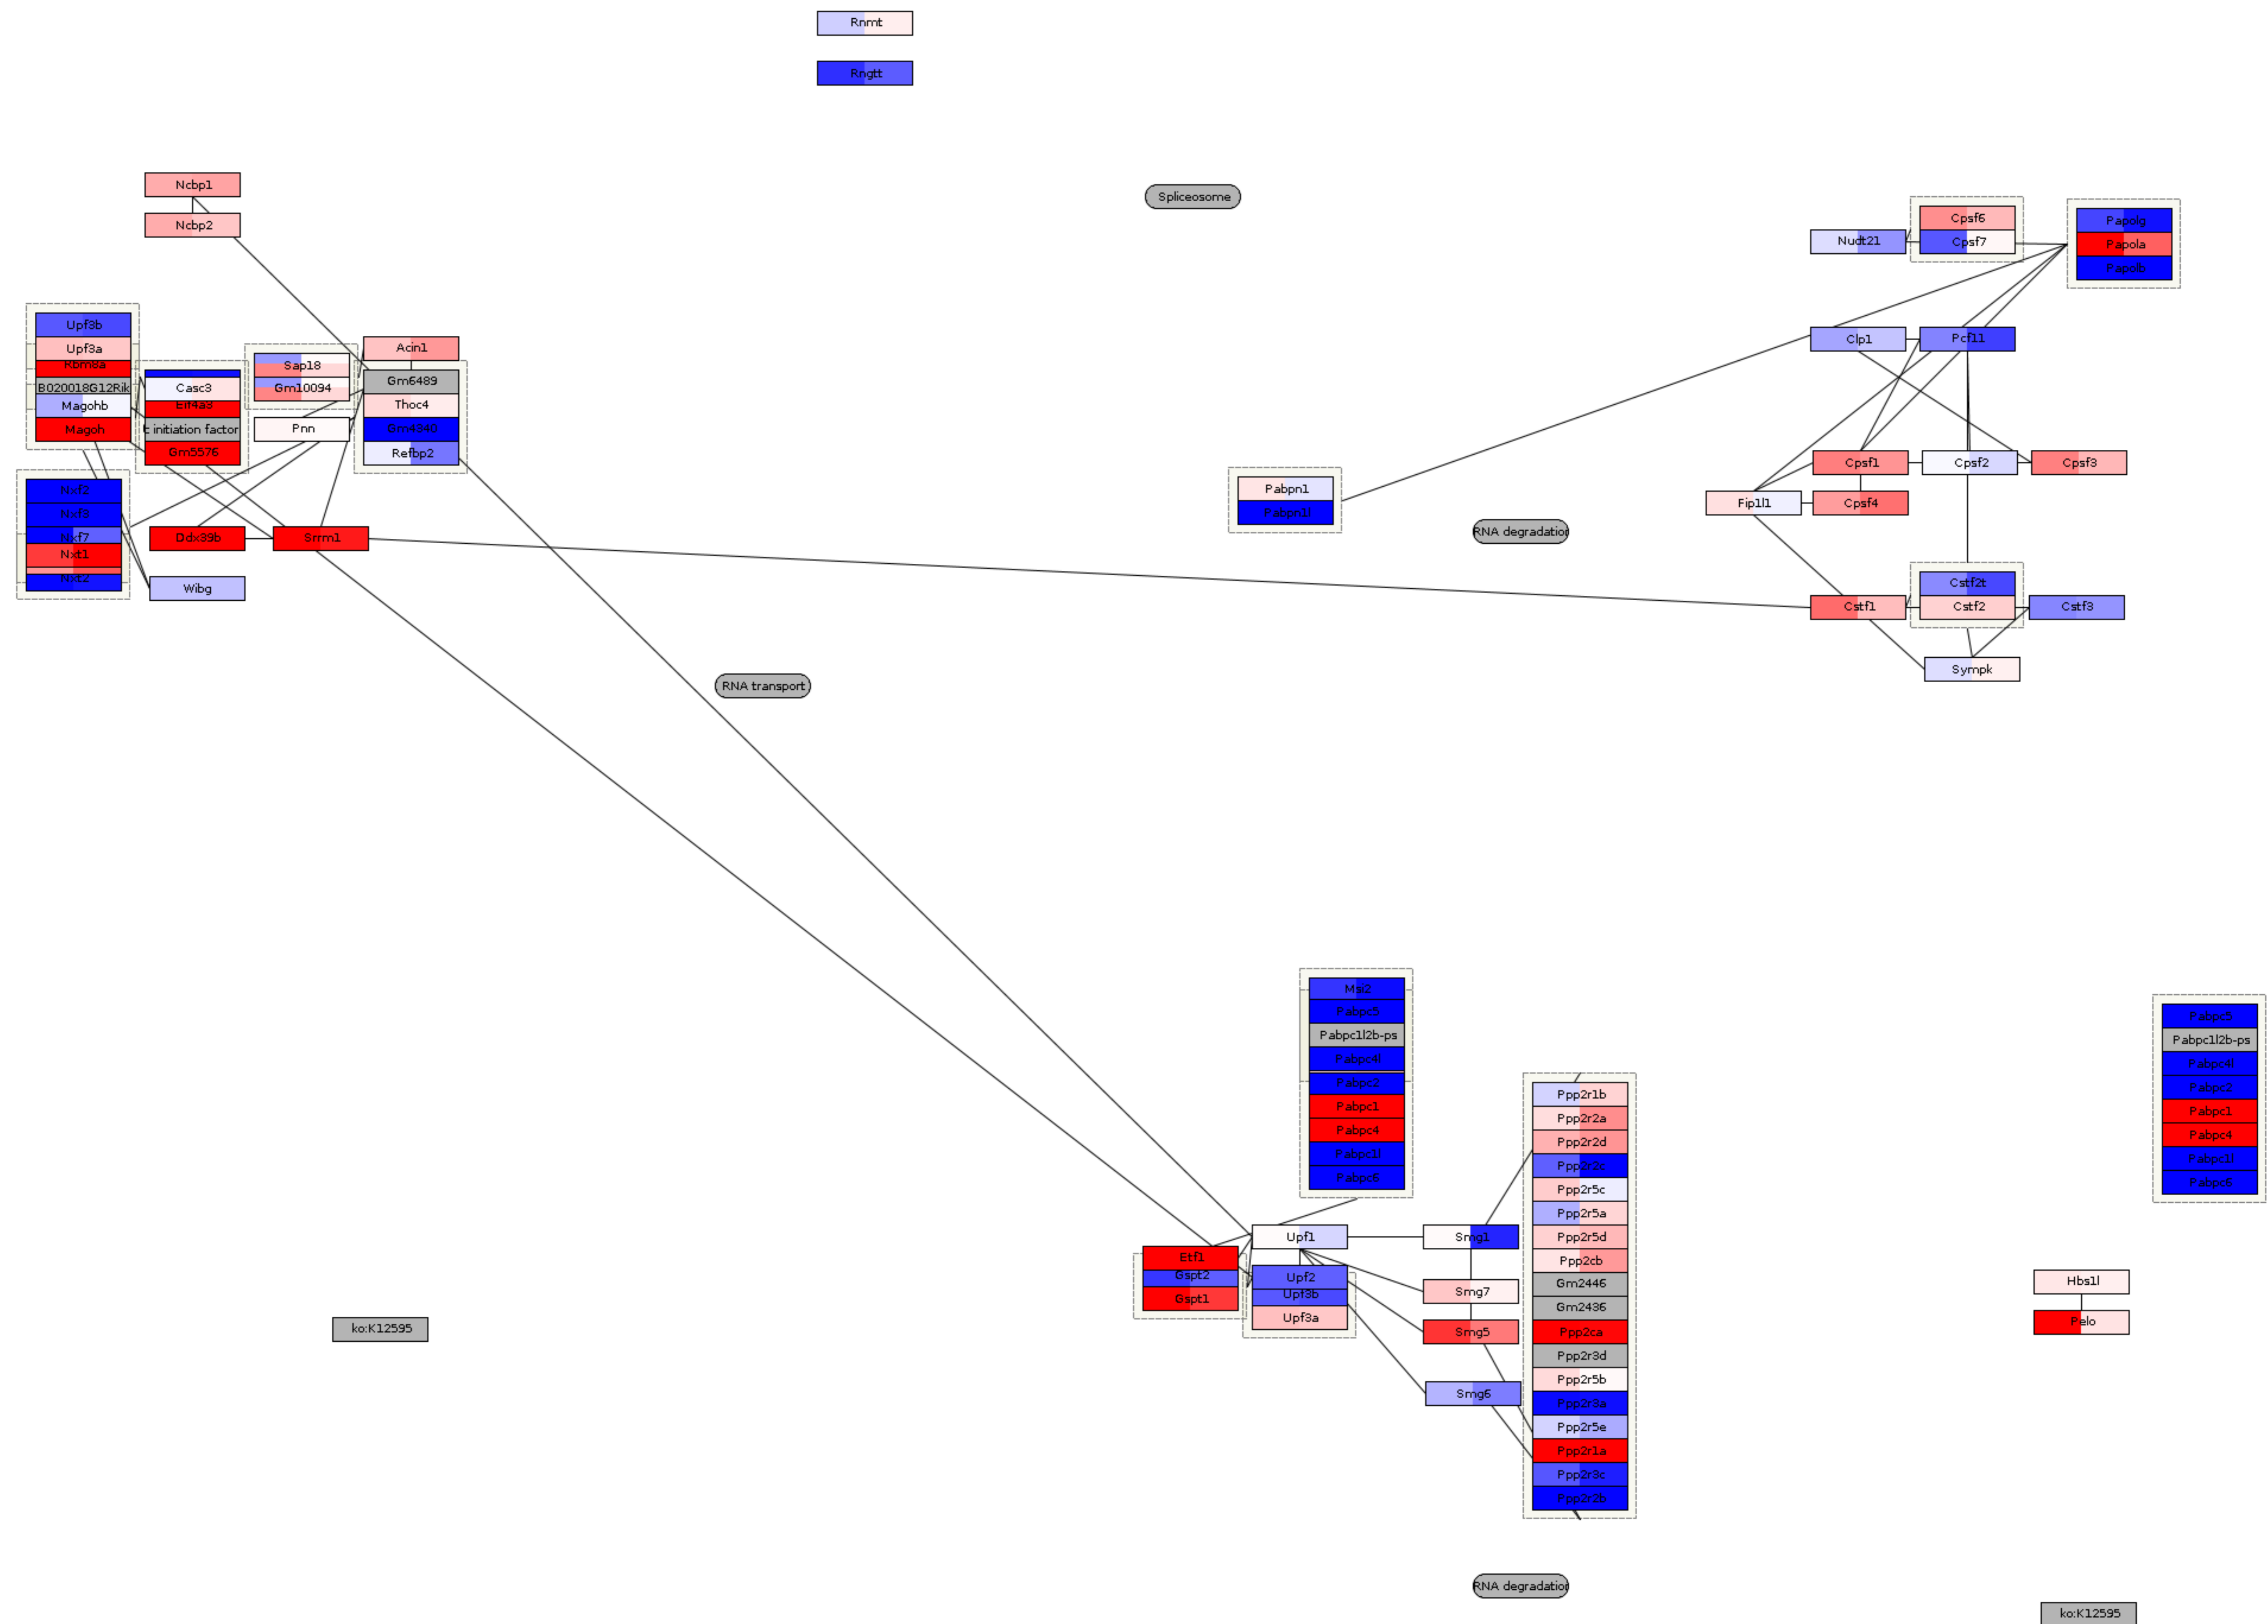 Rnmt
Rngtt
Ncbp1
Ncbp2
Spliceosome
Cpsf6
Nudt21
Cpsf7
Papolg
Papola
Papolb
Upf3b
Upf3a
Rbm8a
B020018G12Rik
Magohb
Magoh
Casc3
Eif4a3
t initiation factor
Gm5576
Sap18
Gm10094
Pnn
Acin1
Gm6489
Thoc4
Gm4340
Refbp2
Clp1
Pcf11
Cpsf1
Cpsf2
Cpsf3
Fip1l1
Cpsf4
Pabpn1
Pabpn1l
RNA degradation
Nxf2
Nxf3
Nxf7
Nxt1
Nxt2
Ddx39b
Srrm1
Wibg
Cstf2t
Cstf1
Cstf2
Cstf3
Sympk
RNA transport
Msi2
Pabpc5
Pabpc1l2b-ps
Pabpc4l
Pabpc2
Pabpc1
Pabpc4
Pabpc1l
Pabpc6
Pabpc5
Pabpc1l2b-ps
Pabpc4l
Pabpc2
Pabpc1
Pabpc4
Pabpc1l
Pabpc6
Ppp2r1b
Ppp2r2a
Ppp2r2d
Ppp2r2c
Ppp2r5c
Ppp2r5a
Ppp2r5d
Ppp2cb
Gm2446
Gm2436
Ppp2ca
Ppp2r3d
Ppp2r5b
Ppp2r3a
Ppp2r5e
Ppp2r1a
Ppp2r3c
Ppp2r2b
Upf1
Smg1
Etf1
Gspt2
Gspt1
Upf2
Upf3b
Upf3a
Smg7
Smg5
Smg6
Hbs1l
Pelo
ko:K12595
RNA degradation
ko:K12595